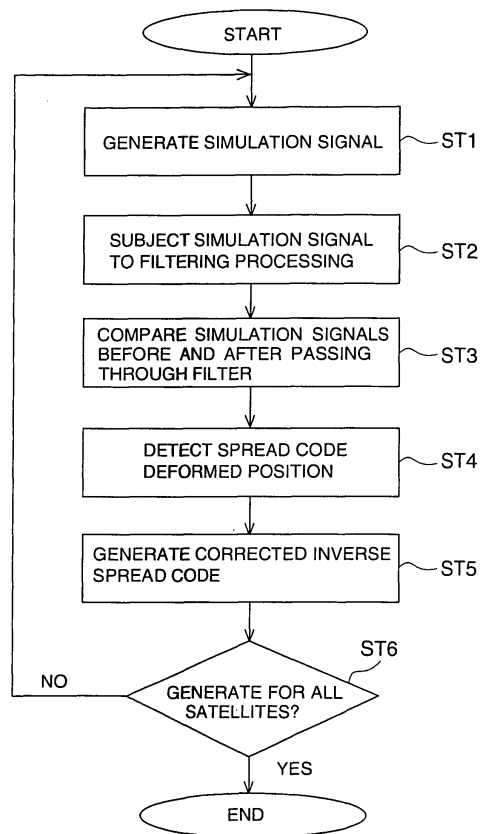 START
GENERATE SIMULATION SIGNAL
ST1
SUBJECT SIMULATION SIGNAL
TO FILTERING PROCESSING
ST2
COMPARE SIMULATION SIGNALS
BEFORE AND AFTER PASSING
THROUGH FILTER
ST3
DETECT SPREAD CODE
DEFORMED POSITION
ST4
GENERATE CORRECTED INVERSE
SPREAD CODE
ST5
ST6
NO
GENERATE FOR ALL
SATELLITES?
YES
END